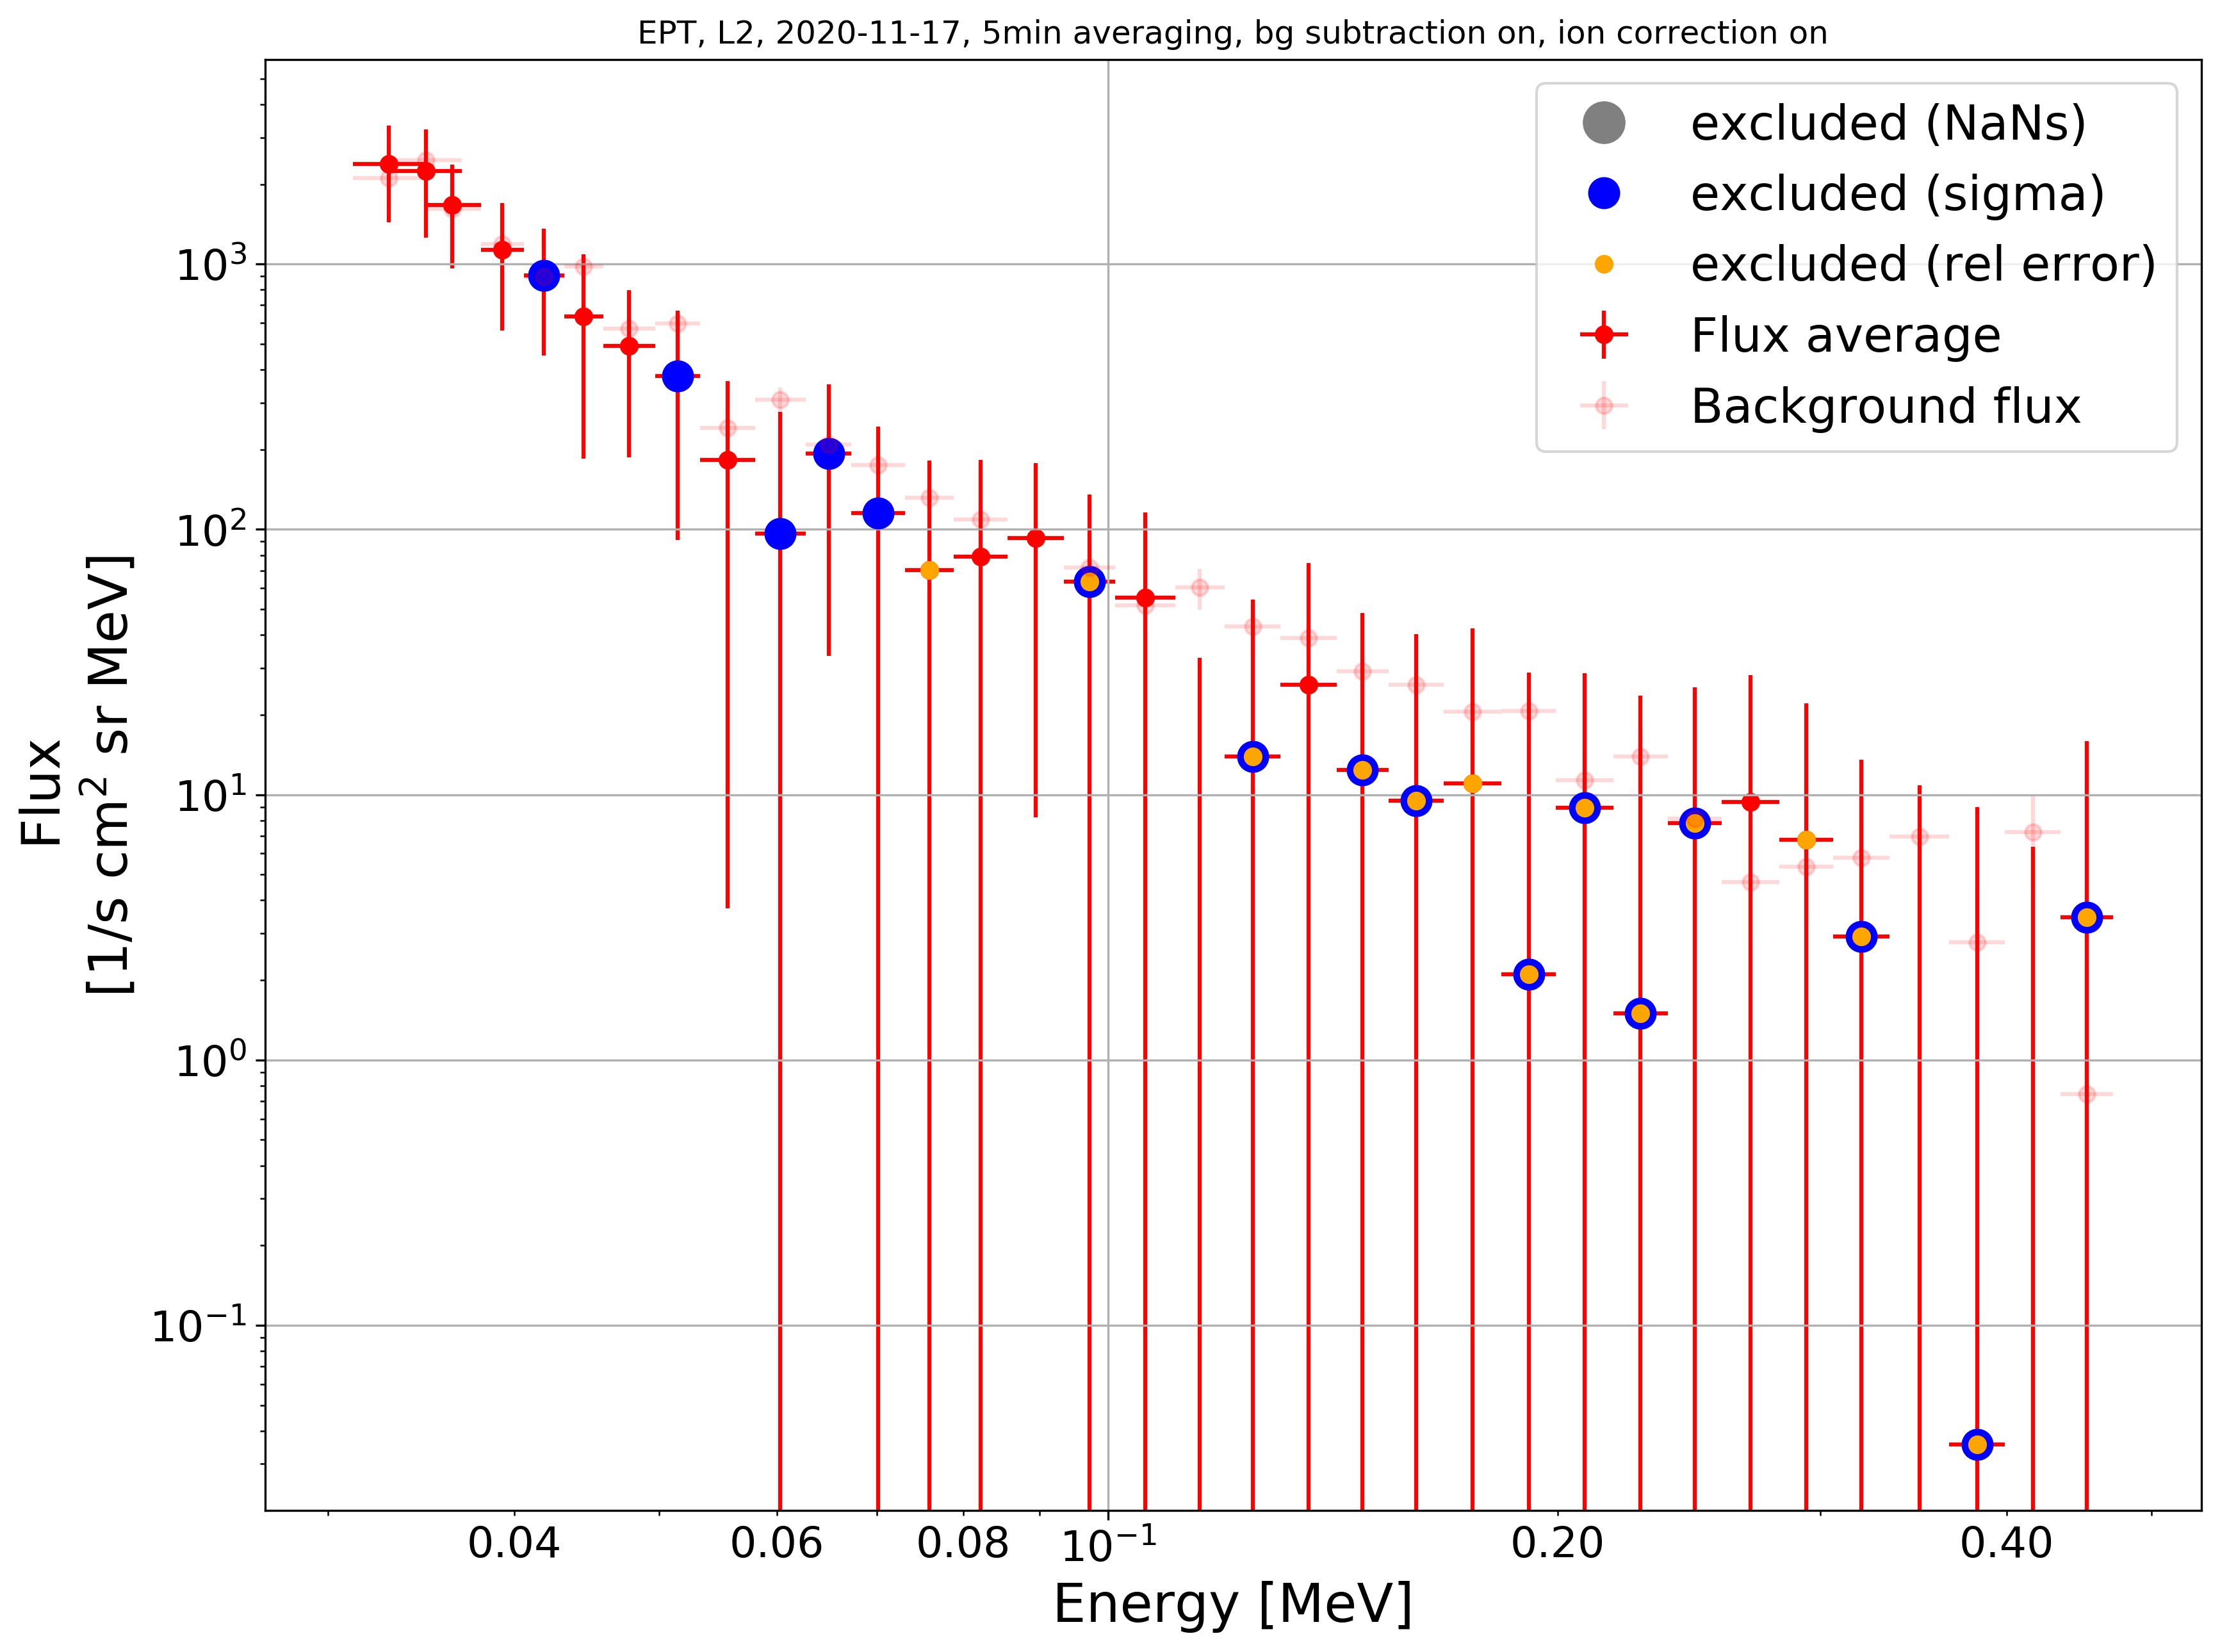 EPT, L2, 2020-11-17, 5min averaging, bg subtraction on, ion correction on
excluded (NaNs)
excluded (sigma)
excluded (rel error)
Flux average
Background flux
Flux
[1/s cm² sr MeV]
10³
10²
10¹
10⁰
10⁻¹
0.04
0.06
0.08
10⁻¹
0.20
0.40
Energy [MeV]